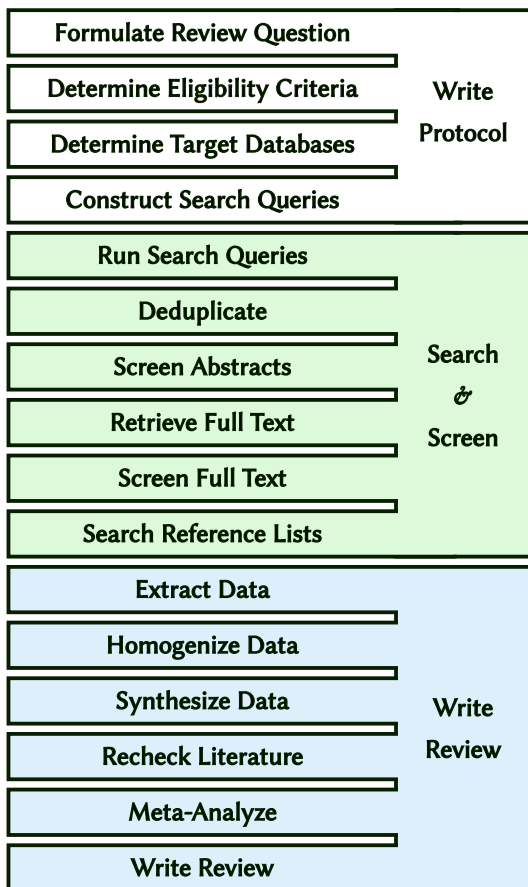 Formulate Review Question
Determine Eligibility Criteria
Determine Target Databases
Construct Search Queries
Write
Protocol
Run Search Queries
Deduplicate
Screen Abstracts
Retrieve Full Text
Screen Full Text
Search Reference Lists
Search
&
Screen
Extract Data
Homogenize Data
Synthesize Data
Recheck Literature
Meta-Analyze
Write Review
Write
Review